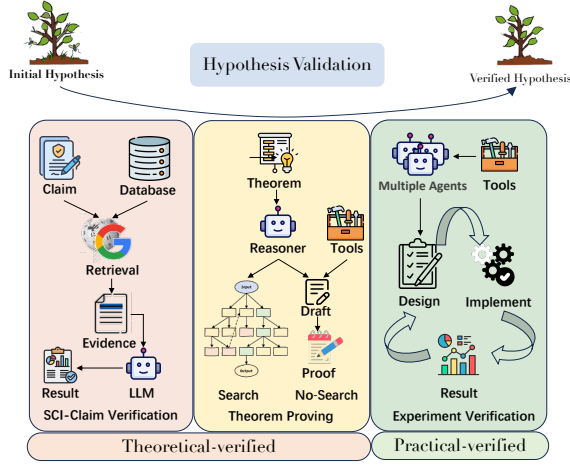 Hypothesis Validation
Initial Hypothesis
Verified Hypothesis
Claim
Database
Retrieval
Evidence
Result
LLM
SCI-Claim Verification
Theorem
Reasoner
Tools
Input
Draft
Output
Proof
Search
No-Search
Theorem Proving
Multiple Agents
Tools
Design
Implement
Result
Experiment Verification
Theoretical-verified
Practical-verified